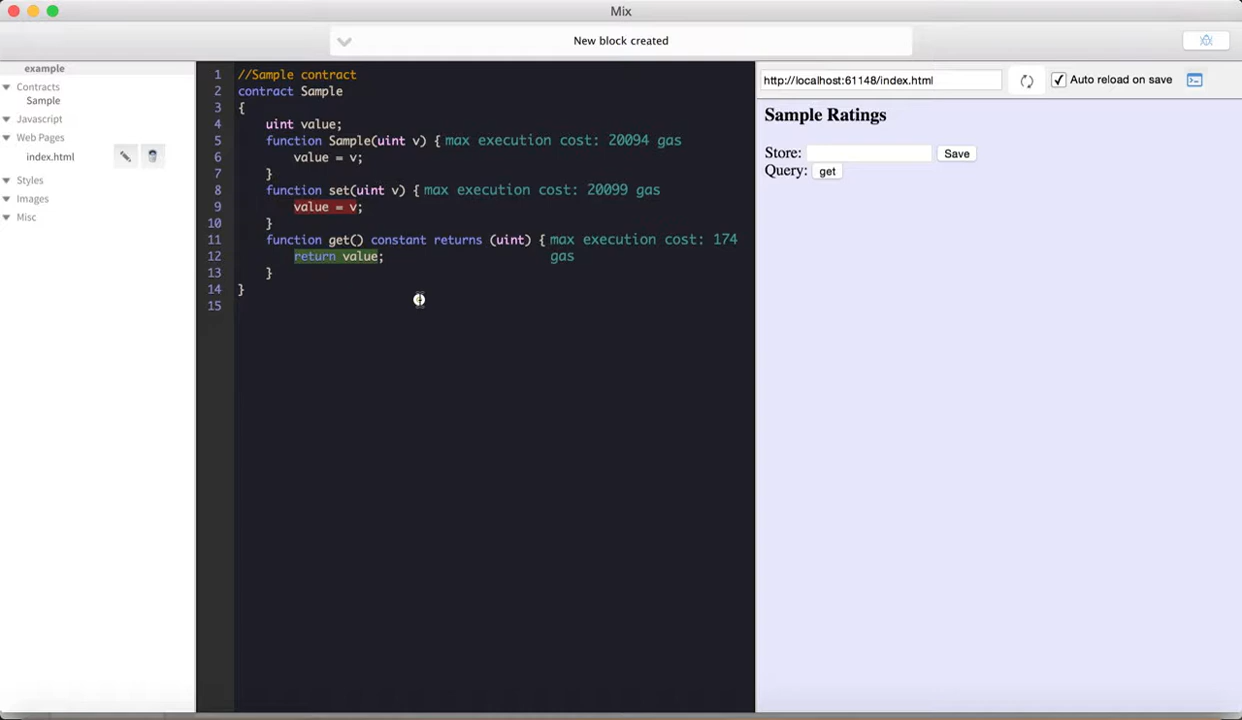 Mix
New block created
example
Contracts
Sample
Javascript
Web Pages
index.html
Styles
Images
Misc
1 //Sample contract
2 contract Sample
3 {
4 uint value;
5 function Sample(uint v) { max execution cost: 20094 gas
6 value = v;
7 }
8 function set(uint v) { max execution cost: 20099 gas
9 value = v;
10 }
11 function get() constant returns (uint) { max execution cost: 174
12 return value; gas
13 }
14 }
15
http://localhost:61148/index.html
Auto reload on save
Sample Ratings
Store: Save
Query: get